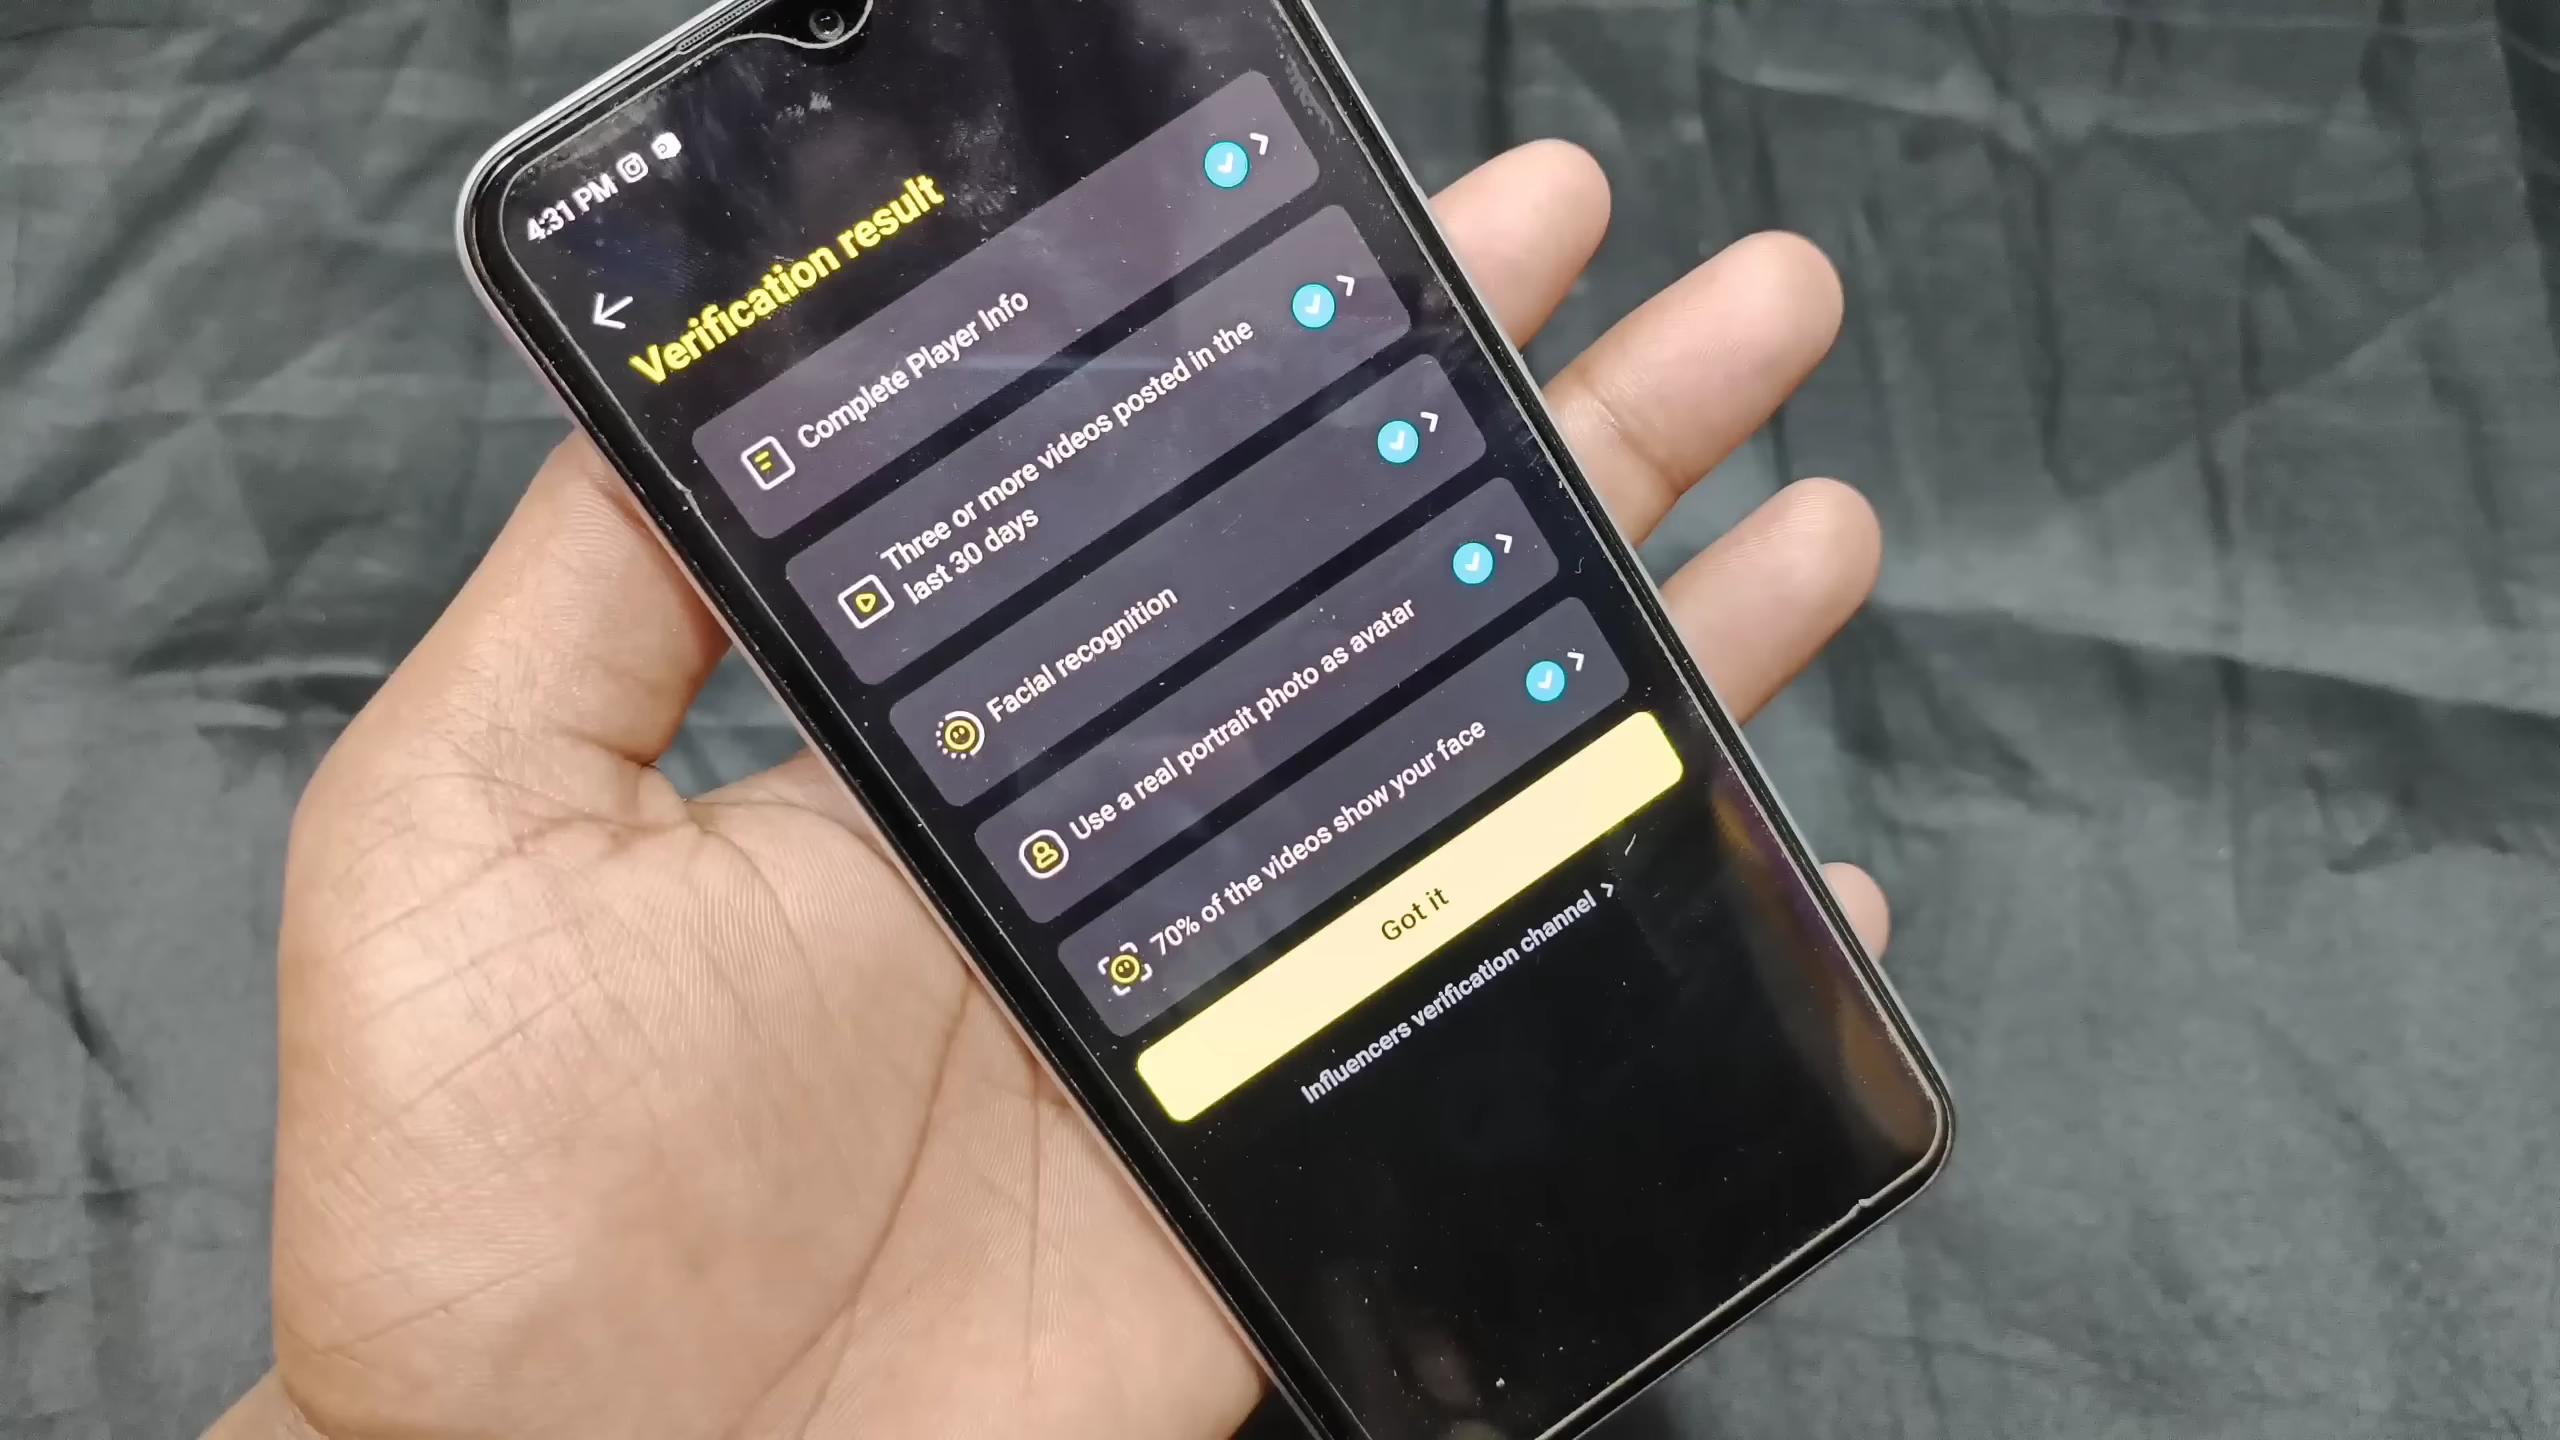 4:31 PM
Verification result
Complete Player Info
Three or more videos posted in the
last 30 days
Facial recognition
Use a real portrait photo as avatar
70% of the videos show your face
Got it
Influencers verification channel